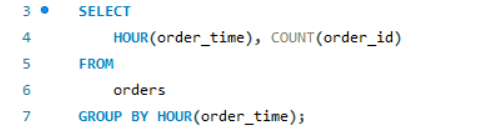 3 SELECT
4 HOUR(order_time), COUNT(order_id)
5 FROM
6 orders
7 GROUP BY HOUR(order_time);